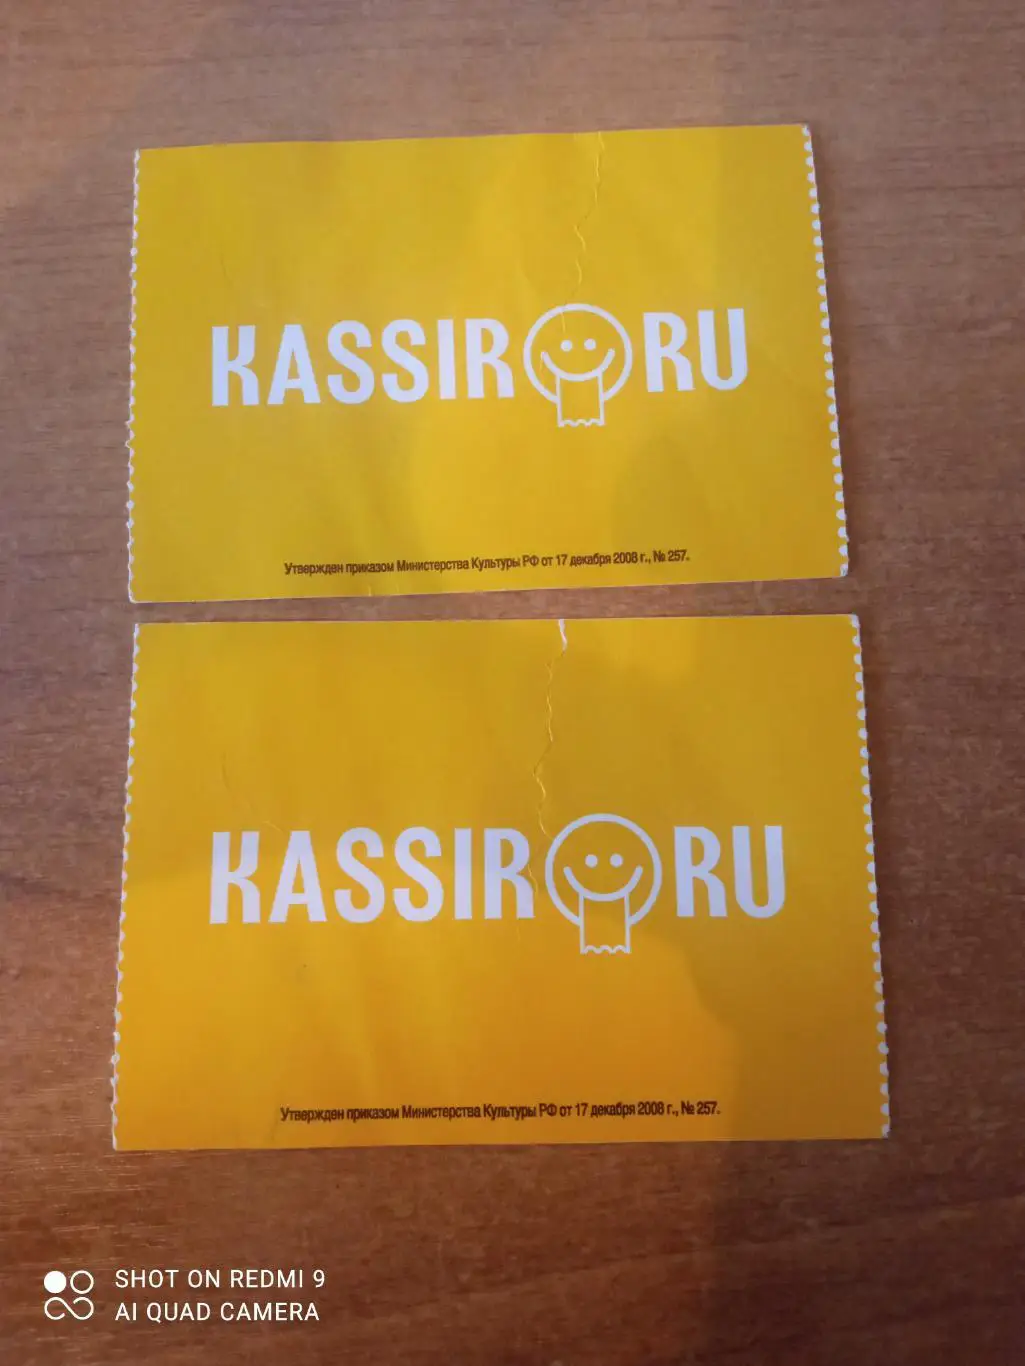 KASSIR RU
Утвержден приказом Министерства Культуры РФ от 17 декабря 2008 г., № 257.
KASSIR RU
Утвержден приказом Министерства Культуры РФ от 17 декабря 2008 г., № 257.
SHOT ON REDMI 9
AI QUAD CAMERA